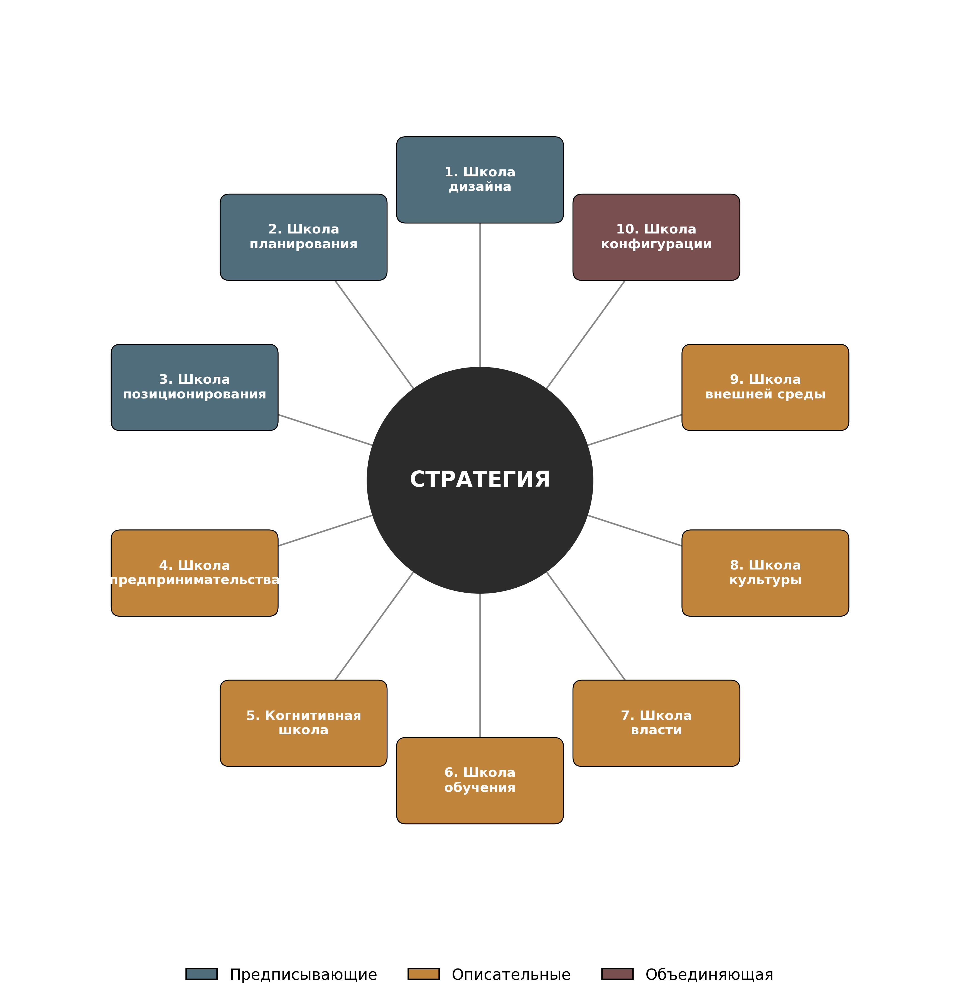 1. Школа
дизайна
2. Школа
планирования
10. Школа
конфигурации
3. Школа
позиционирования
9. Школа
внешней среды
СТРАТЕГИЯ
4. Школа
предпринимательства
8. Школа
культуры
5. Когнитивная
школа
7. Школа
власти
6. Школа
обучения
Предписывающие
Описательные
Объединяющая